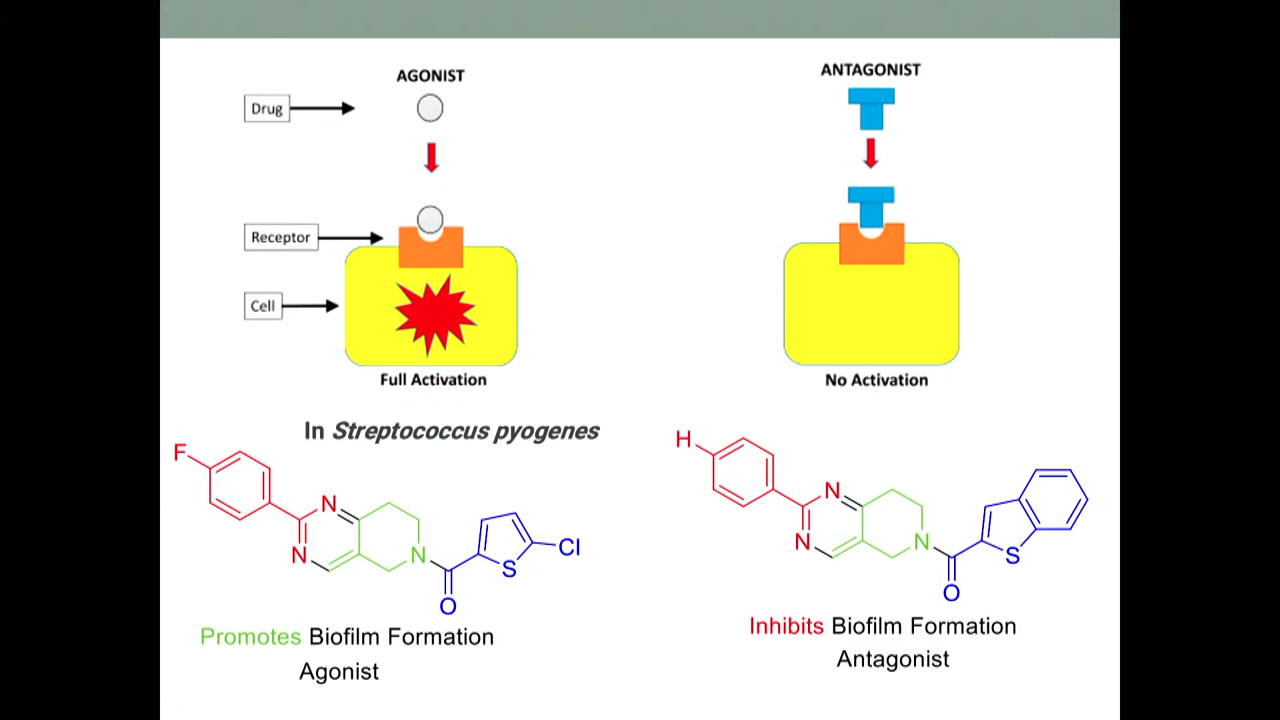 AGONIST
Drug
Receptor
Cell
Full Activation
ANTAGONIST
No Activation
In Streptococcus pyogenes
F
N
N
N
O
S
Cl
Promotes Biofilm Formation
Agonist
H
N
N
N
O
S
Inhibits Biofilm Formation
Antagonist